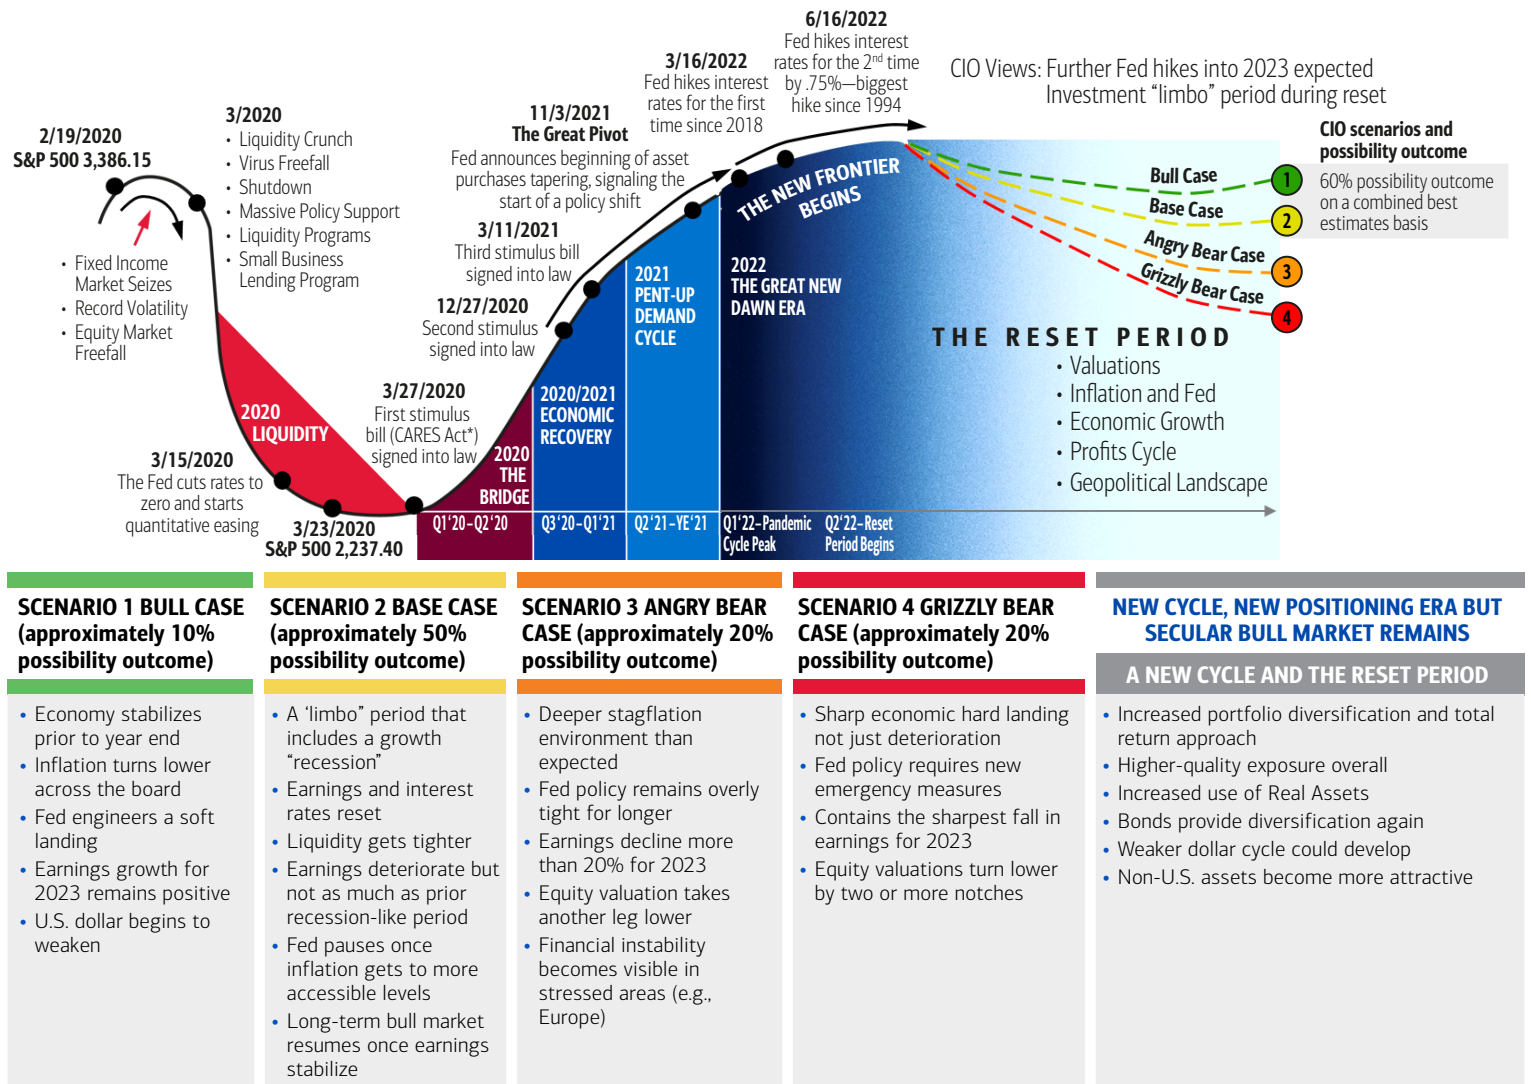 2/19/2020
S&P 500 3,386.15
• Fixed Income
Market Seizes
• Record Volatility
• Equity Market
Freefall
3/2020
• Liquidity Crunch
• Virus Freefall
• Shutdown
• Massive Policy Support
• Liquidity Programs
• Small Business
Lending Program
2020
LIQUIDITY
3/15/2020
The Fed cuts rates to
zero and starts
quantitative easing
3/23/2020
S&P 500 2,237.40
3/27/2020
First stimulus
bill (CARES Act*)
signed into law
12/27/2020
Second stimulus
signed into law
3/11/2021
Third stimulus bill
signed into law
11/3/2021
The Great Pivot
Fed announces beginning of asset
purchases tapering, signaling the
start of a policy shift
3/16/2022
Fed hikes interest
rates for the first
time since 2018
6/16/2022
Fed hikes interest
rates for the 2nd time
by .75%—biggest
hike since 1994
CIO Views: Further Fed hikes into 2023 expected
Investment “limbo” period during reset
CIO scenarios and
possibility outcome
60% possibility outcome
on a combined best
estimates basis
Bull Case
1
Base Case
2
Angry Bear Case
3
Grizzly Bear Case
4
THE NEW FRONTIER
BEGINS
2020
THE
BRIDGE
2020/2021
ECONOMIC
RECOVERY
2021
PENT-UP
DEMAND
CYCLE
2022
THE GREAT NEW
DAWN ERA
THE RESET PERIOD
• Valuations
• Inflation and Fed
• Economic Growth
• Profits Cycle
• Geopolitical Landscape
Q1‘20–Q2‘20
Q3‘20–Q1‘21
Q2‘21–YE‘21
Q1‘22–Pandemic
Cycle Peak
Q2‘22–Reset
Period Begins
SCENARIO 1 BULL CASE
(approximately 10%
possibility outcome)
• Economy stabilizes
prior to year end
• Inflation turns lower
across the board
• Fed engineers a soft
landing
• Earnings growth for
2023 remains positive
• U.S. dollar begins to
weaken
SCENARIO 2 BASE CASE
(approximately 50%
possibility outcome)
• A ‘limbo” period that
includes a growth
“recession”
• Earnings and interest
rates reset
• Liquidity gets tighter
• Earnings deteriorate but
not as much as prior
recession-like period
• Fed pauses once
inflation gets to more
accessible levels
• Long-term bull market
resumes once earnings
stabilize
SCENARIO 3 ANGRY BEAR
CASE (approximately 20%
possibility outcome)
• Deeper stagflation
environment than
expected
• Fed policy remains overly
tight for longer
• Earnings decline more
than 20% for 2023
• Equity valuation takes
another leg lower
• Financial instability
becomes visible in
stressed areas (e.g.,
Europe)
SCENARIO 4 GRIZZLY BEAR
CASE (approximately 20%
possibility outcome)
• Sharp economic hard landing
not just deterioration
• Fed policy requires new
emergency measures
• Contains the sharpest fall in
earnings for 2023
• Equity valuations turn lower
by two or more notches
NEW CYCLE, NEW POSITIONING ERA BUT
SECULAR BULL MARKET REMAINS
A NEW CYCLE AND THE RESET PERIOD
• Increased portfolio diversification and total
return approach
• Higher-quality exposure overall
• Increased use of Real Assets
• Bonds provide diversification again
• Weaker dollar cycle could develop
• Non-U.S. assets become more attractive